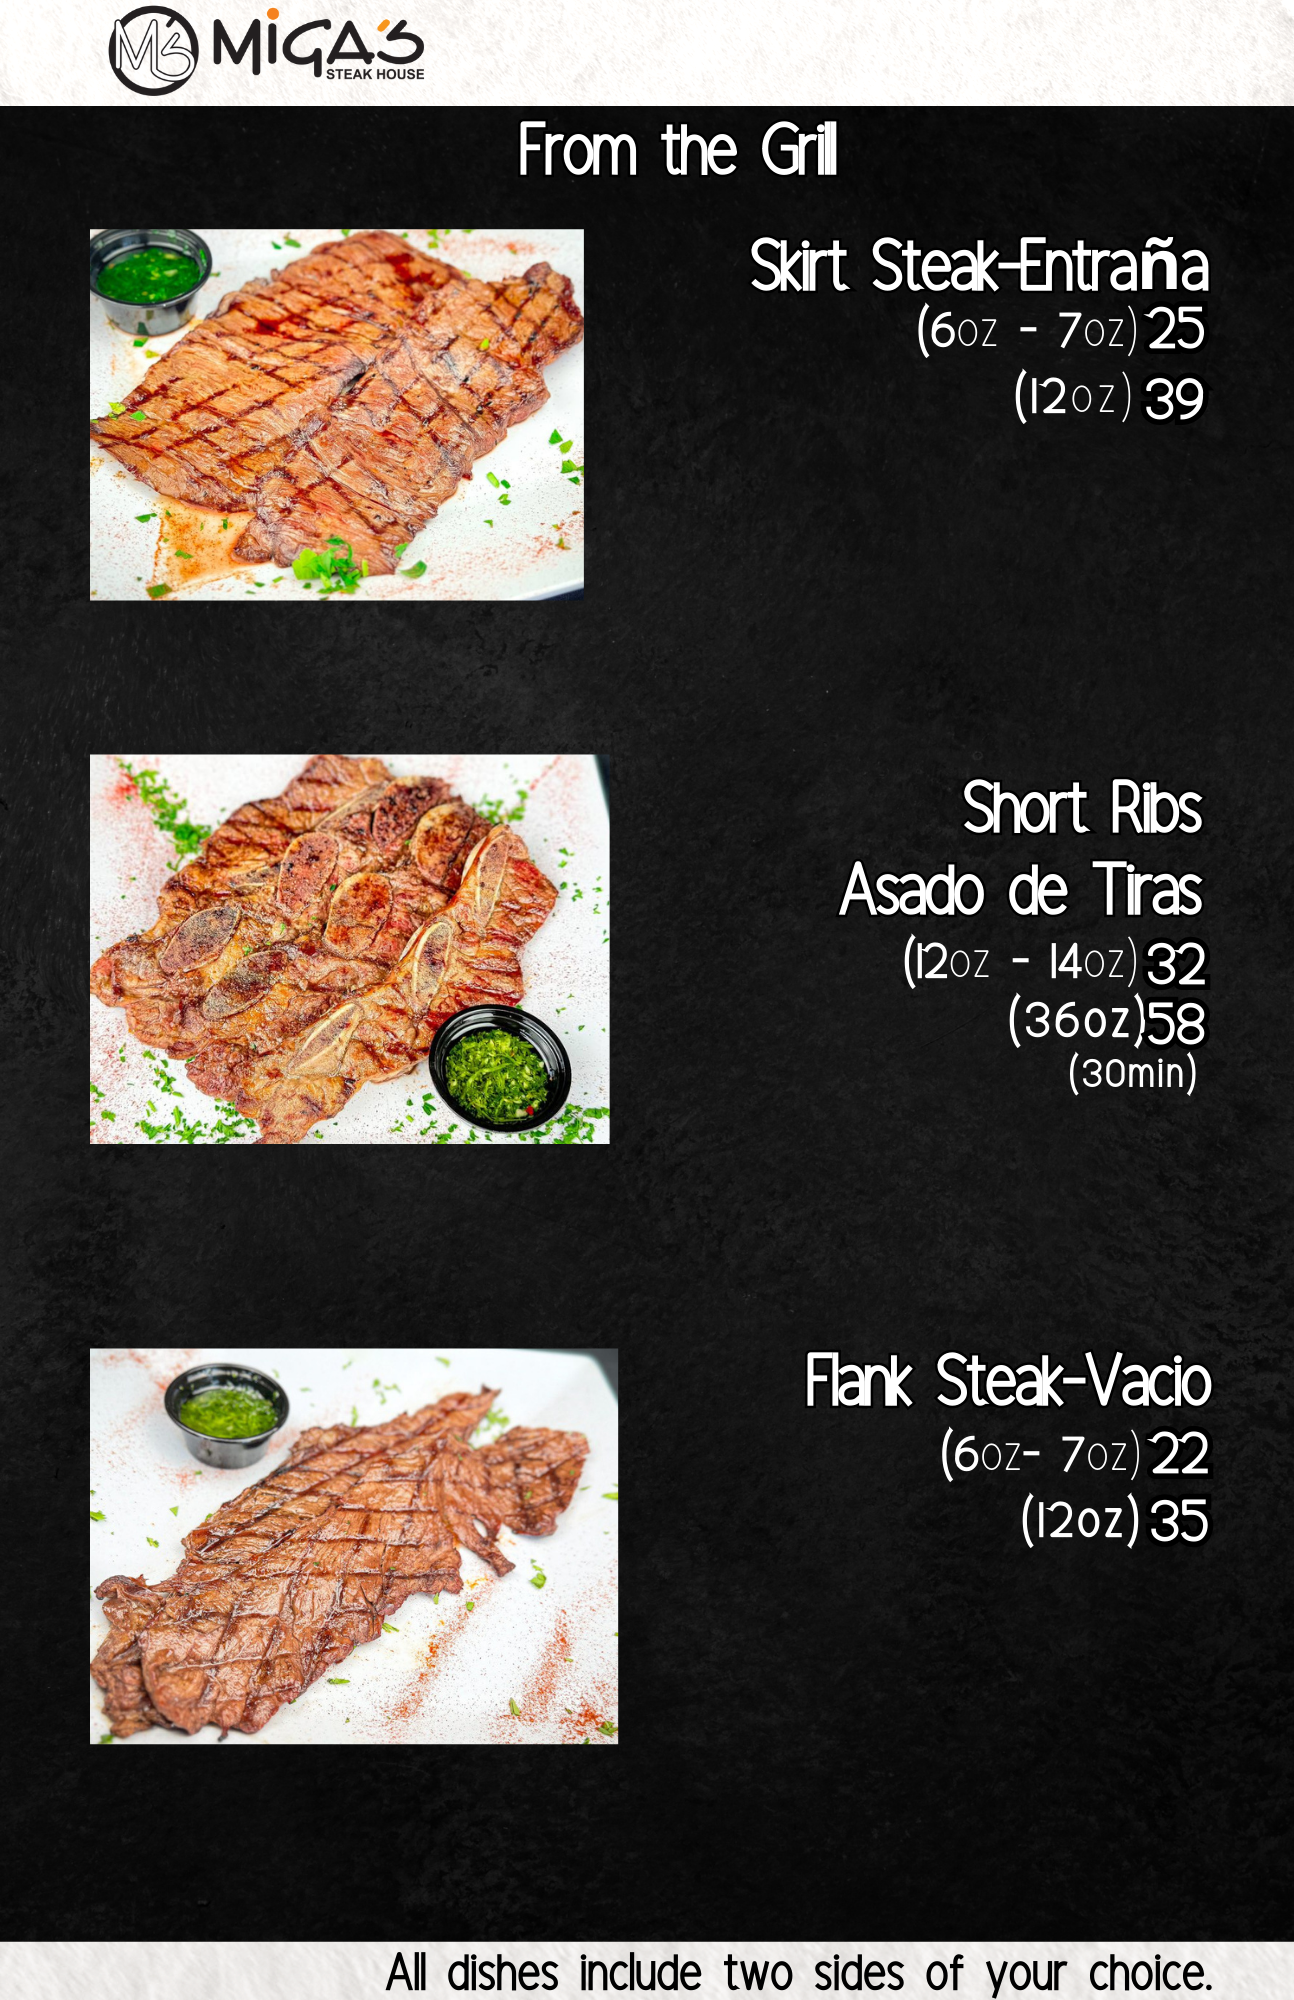 MS MiGA'S
STEAK HOUSE
From the Grill
Skirt Steak-Entraña
(6oz - 7oz) 25
(12oz) 39
Short Ribs
Asado de Tiras
(12oz - 14oz) 32
(36oz) 58
(30min)
Flank Steak-Vacio
(6oz- 7oz) 22
(12oz) 35
All dishes include two sides of your choice.